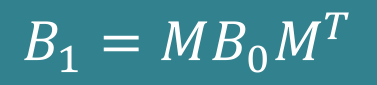 B₁ = MB₀Mᵀ